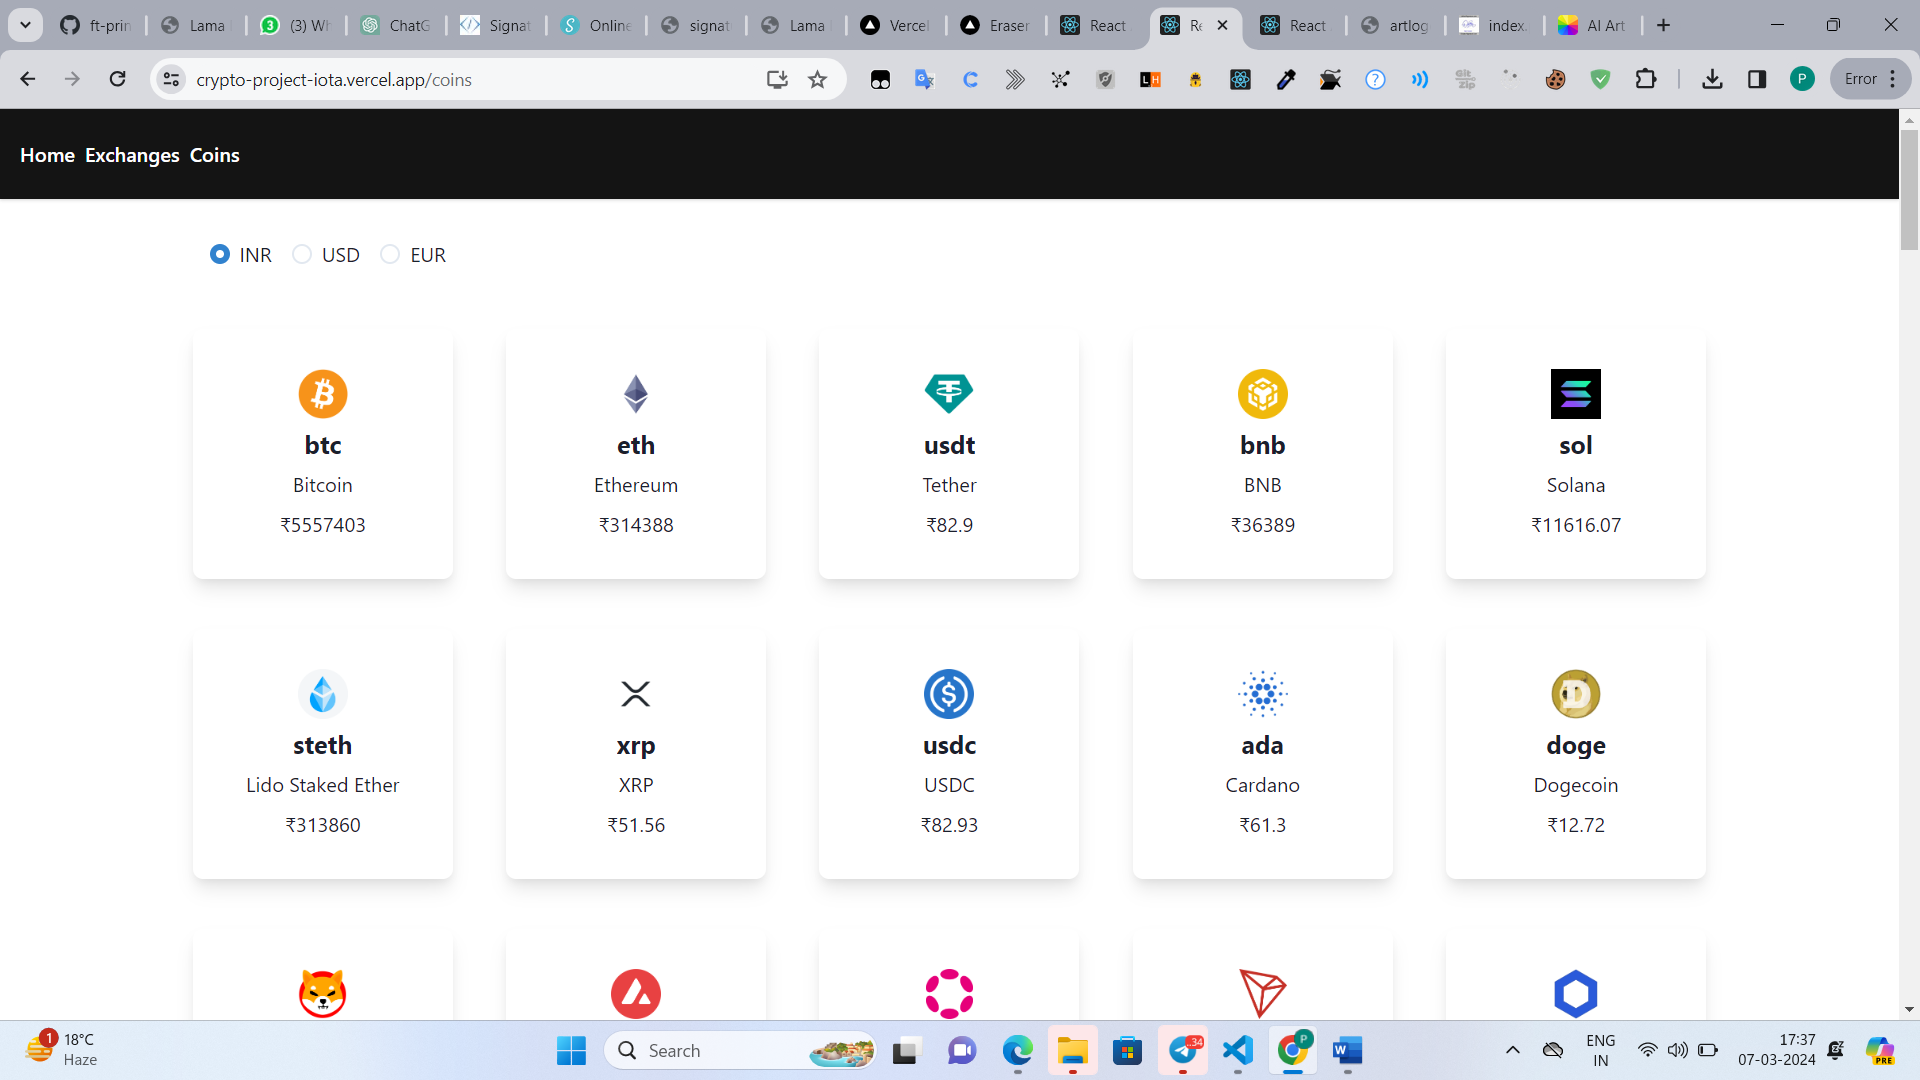 ft-prin
Lama
(3) Wh
ChatG
Signat
Online
signat
Lama
Vercel
Eraser
React
Re
React
artlog
index.
AI Art
crypto-project-iota.vercel.app/coins
Error
Home Exchanges Coins
INR USD EUR
btc
Bitcoin
₹5557403
eth
Ethereum
₹314388
usdt
Tether
₹82.9
bnb
BNB
₹36389
sol
Solana
₹11616.07
steth
Lido Staked Ether
₹313860
xrp
XRP
₹51.56
usdc
USDC
₹82.93
ada
Cardano
₹61.3
doge
Dogecoin
₹12.72
1
18°C
Haze
Search
ENG
IN
17:37
07-03-2024